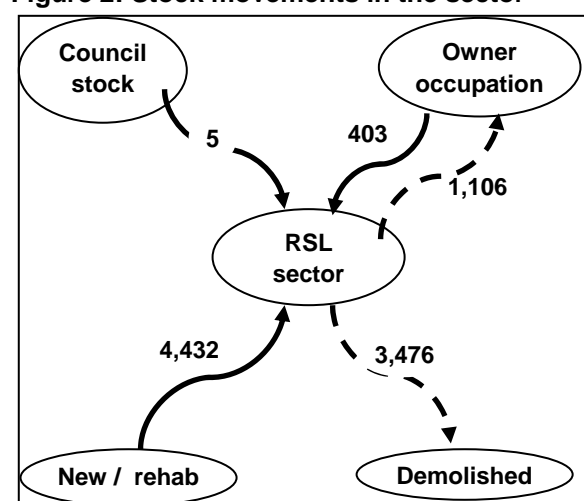 Figure 2: Stock movements in the sector
Council
stock
Owner
occupation
5
403
1,106
RSL
sector
4,432
3,476
New / rehab
Demolished